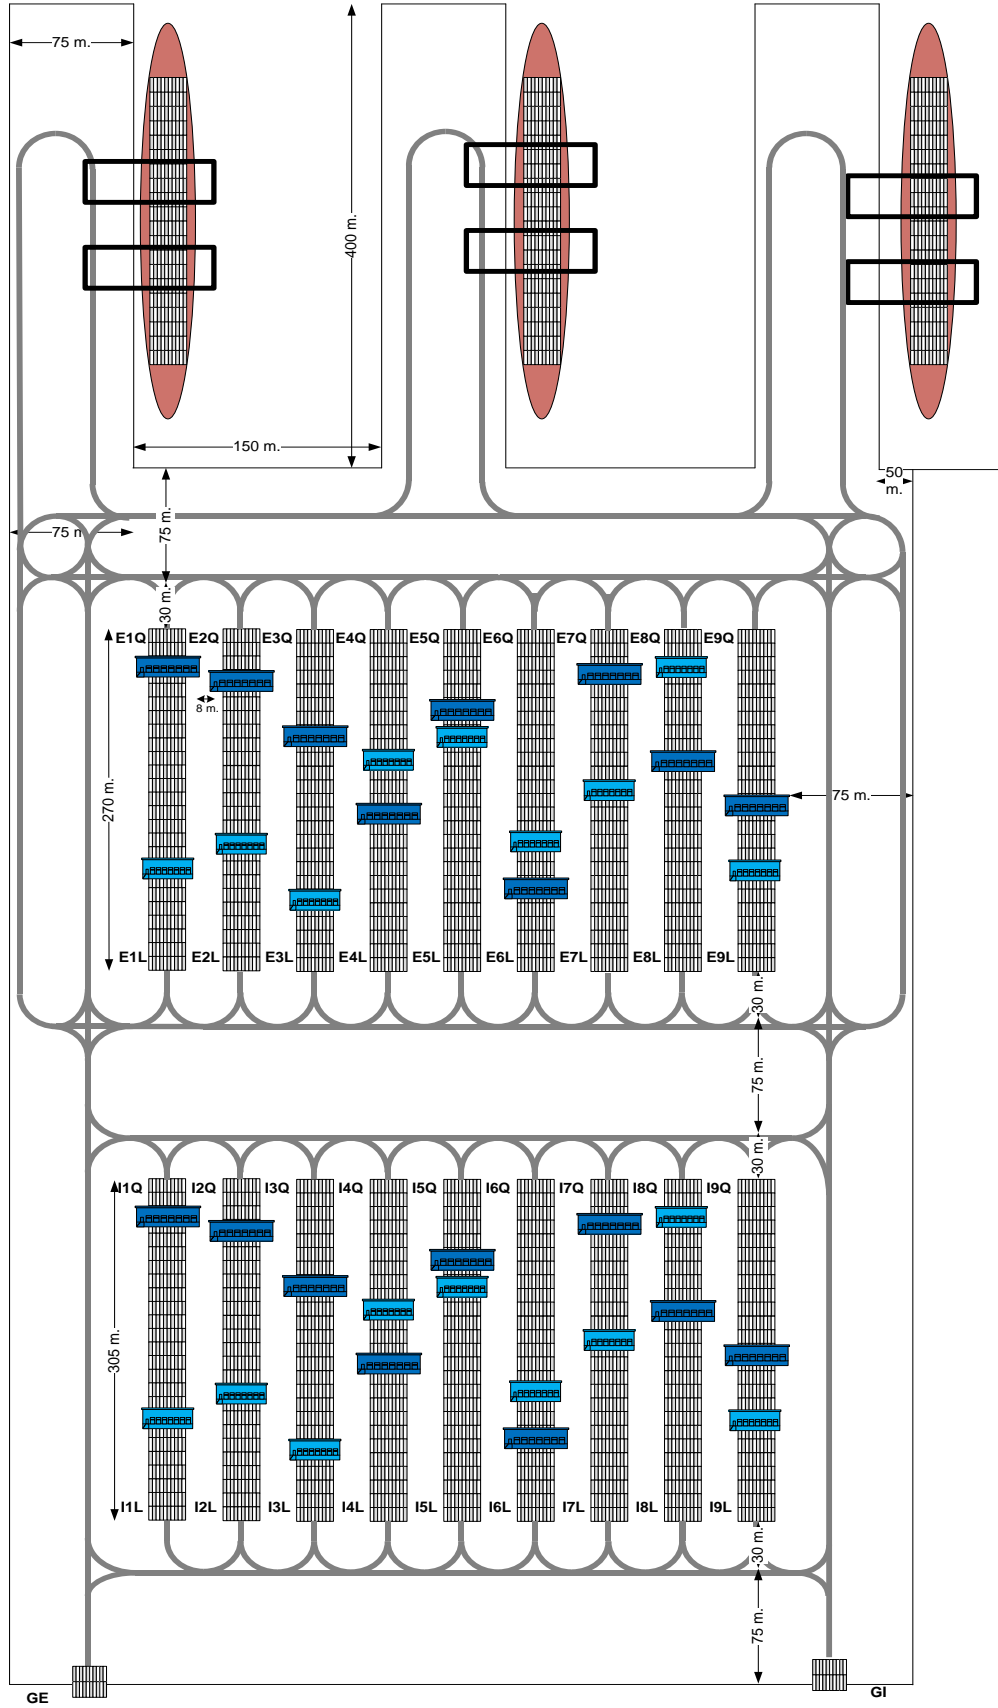 75 m.
400 m.
150 m.
50
m.
75 m.
75 n
30 m.
E1Q E2Q E3Q E4Q E5Q E6Q E7Q E8Q E9Q
8 m.
270 m.
75 m.
E1L E2L E3L E4L E5L E6L E7L E8L E9L
30 m.
75 m.
30 m.
I1Q I2Q I3Q I4Q I5Q I6Q I7Q I8Q I9Q
305 m.
I1L I2L I3L I4L I5L I6L I7L I8L I9L
30 m.
75 m.
GE
GI